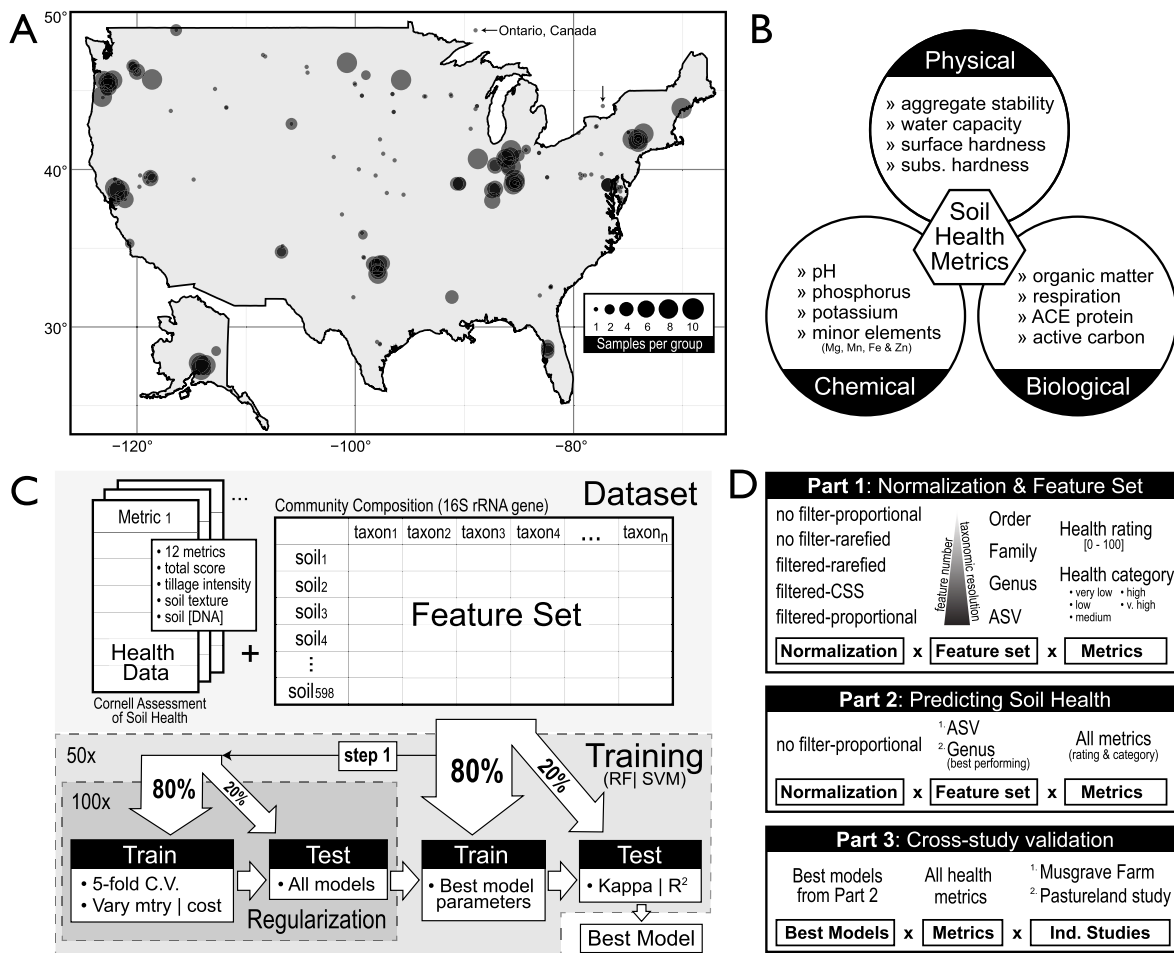 A
50°
40°
30°
−120°
−100°
−80°
Ontario, Canada
1 2 4 6 8 10
Samples per group
B
Physical
» aggregate stability
» water capacity
» surface hardness
» subs. hardness
Soil
Health
Metrics
» pH
» phosphorus
» potassium
» minor elements
(Mg, Mn, Fe & Zn)
Chemical
» organic matter
» respiration
» ACE protein
» active carbon
Biological
C
Dataset
Metric 1
...
• 12 metrics
• total score
• tillage intensity
• soil texture
• soil [DNA]
Health
Data
Cornell Assessment
of Soil Health
+
Community Composition (16S rRNA gene)
taxon1 taxon2 taxon3 taxon4 ... taxonn
soil1
soil2
soil3
soil4
⋮
soil598
Feature Set
50x
step 1
Training
(RF| SVM)
80%
20%
80%
20%
100x
Train
• 5-fold C.V.
• Vary mtry | cost
Test
• All models
Regularization
Train
• Best model
parameters
Test
• Kappa | R²
Best Model
D
Part 1: Normalization & Feature Set
no filter-proportional
no filter-rarefied
filtered-rarefied
filtered-CSS
filtered-proportional
feature number
taxonomic resolution
Order
Family
Genus
ASV
Health rating
[0 - 100]
Health category
• very low • high
• low • v. high
• medium
Normalization x Feature set x Metrics
Part 2: Predicting Soil Health
no filter-proportional
1. ASV
2. Genus
(best performing)
All metrics
(rating & category)
Normalization x Feature set x Metrics
Part 3: Cross-study validation
Best models
from Part 2
All health
metrics
1. Musgrave Farm
2. Pastureland study
Best Models x Metrics x Ind. Studies